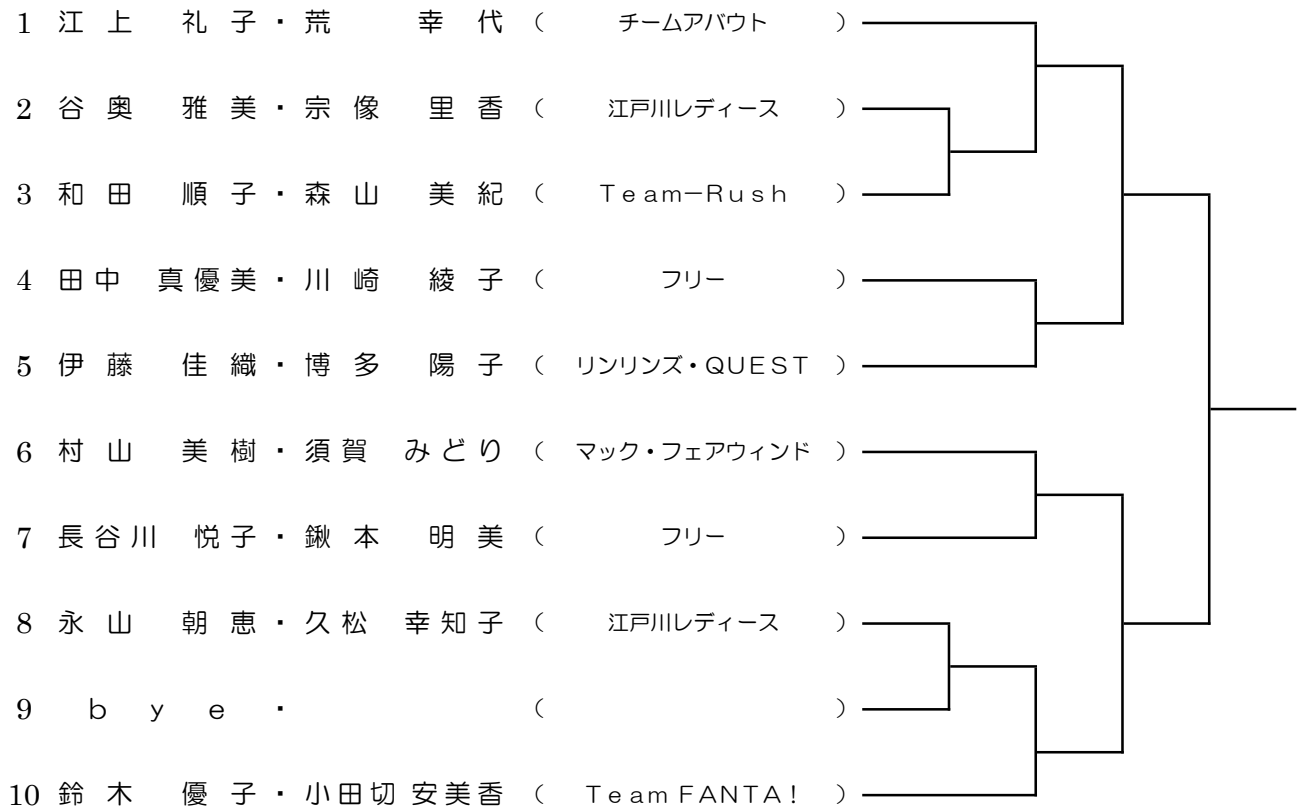 1 江上 礼子・荒 幸代 （ チームアバウト ）
2 谷奥 雅美・宗像 里香 （ 江戸川レディース ）
3 和田 順子・森山 美紀 （ Ｔｅａｍ－Ｒｕｓｈ ）
4 田中 真優美・川崎 綾子 （ フリー ）
5 伊藤 佳織・博多 陽子 （ リンリンズ・ＱＵＥＳＴ ）
6 村山 美樹・須賀 みどり （ マック・フェアウィンド ）
7 長谷川 悦子・鍬本 明美 （ フリー ）
8 永山 朝恵・久松 幸知子 （ 江戸川レディース ）
9 ｂｙｅ ・ （ ）
10 鈴木 優子・小田切 安美香 （ Ｔｅａｍ ＦＡＮＴＡ！ ）